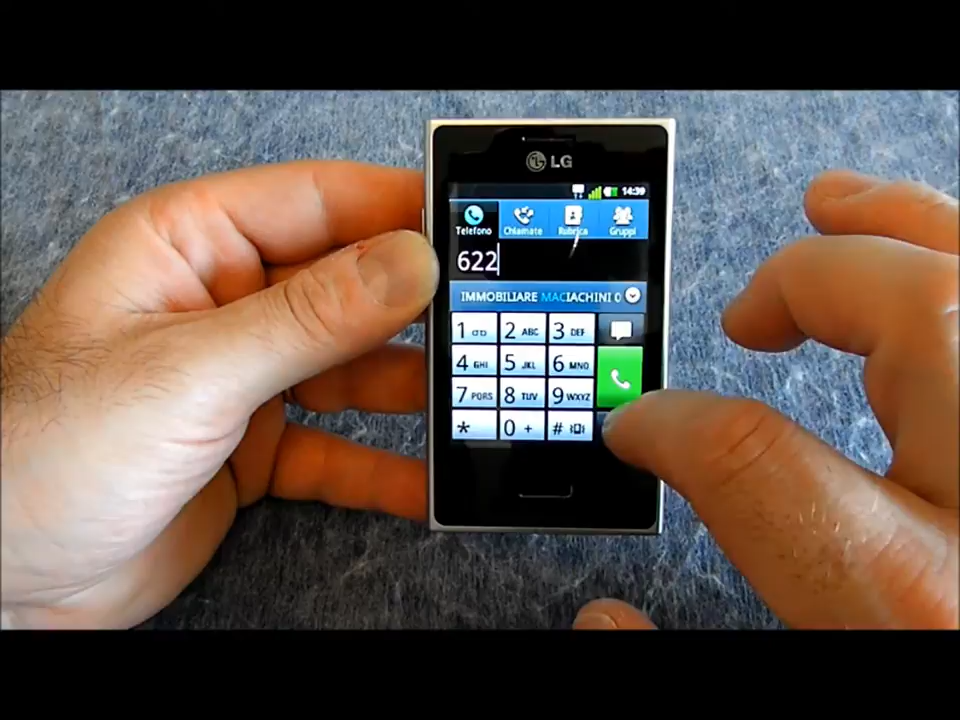 LG
14:39
Telefono Chiamate Rubrica Gruppi
622
IMMOBILIARE MACIACHINI 0
1 2 ABC 3 DEF
4 GHI 5 JKL 6 MNO
7 PQRS 8 TUV 9 WXYZ
* 0 + #